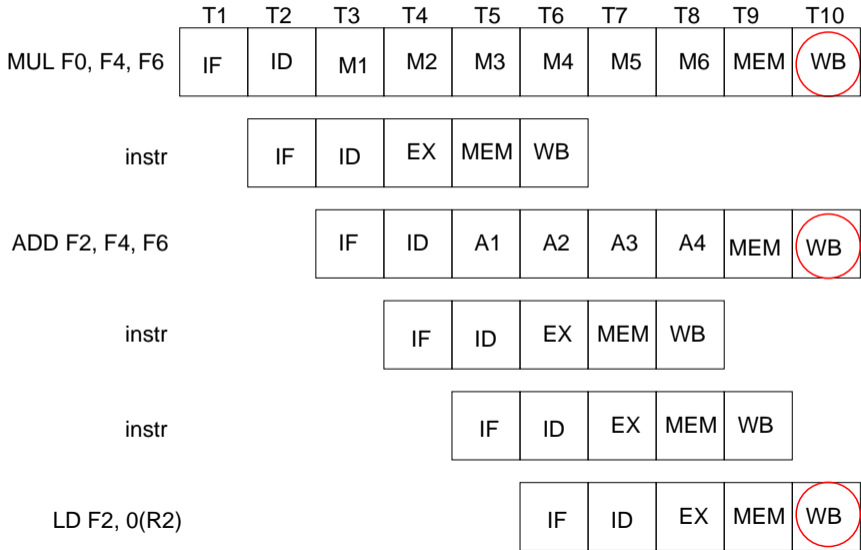 T1 T2 T3 T4 T5 T6 T7 T8 T9 T10
MUL F0, F4, F6 IF ID M1 M2 M3 M4 M5 M6 MEM WB
instr IF ID EX MEM WB
ADD F2, F4, F6 IF ID A1 A2 A3 A4 MEM WB
instr IF ID EX MEM WB
instr IF ID EX MEM WB
LD F2, 0(R2) IF ID EX MEM WB